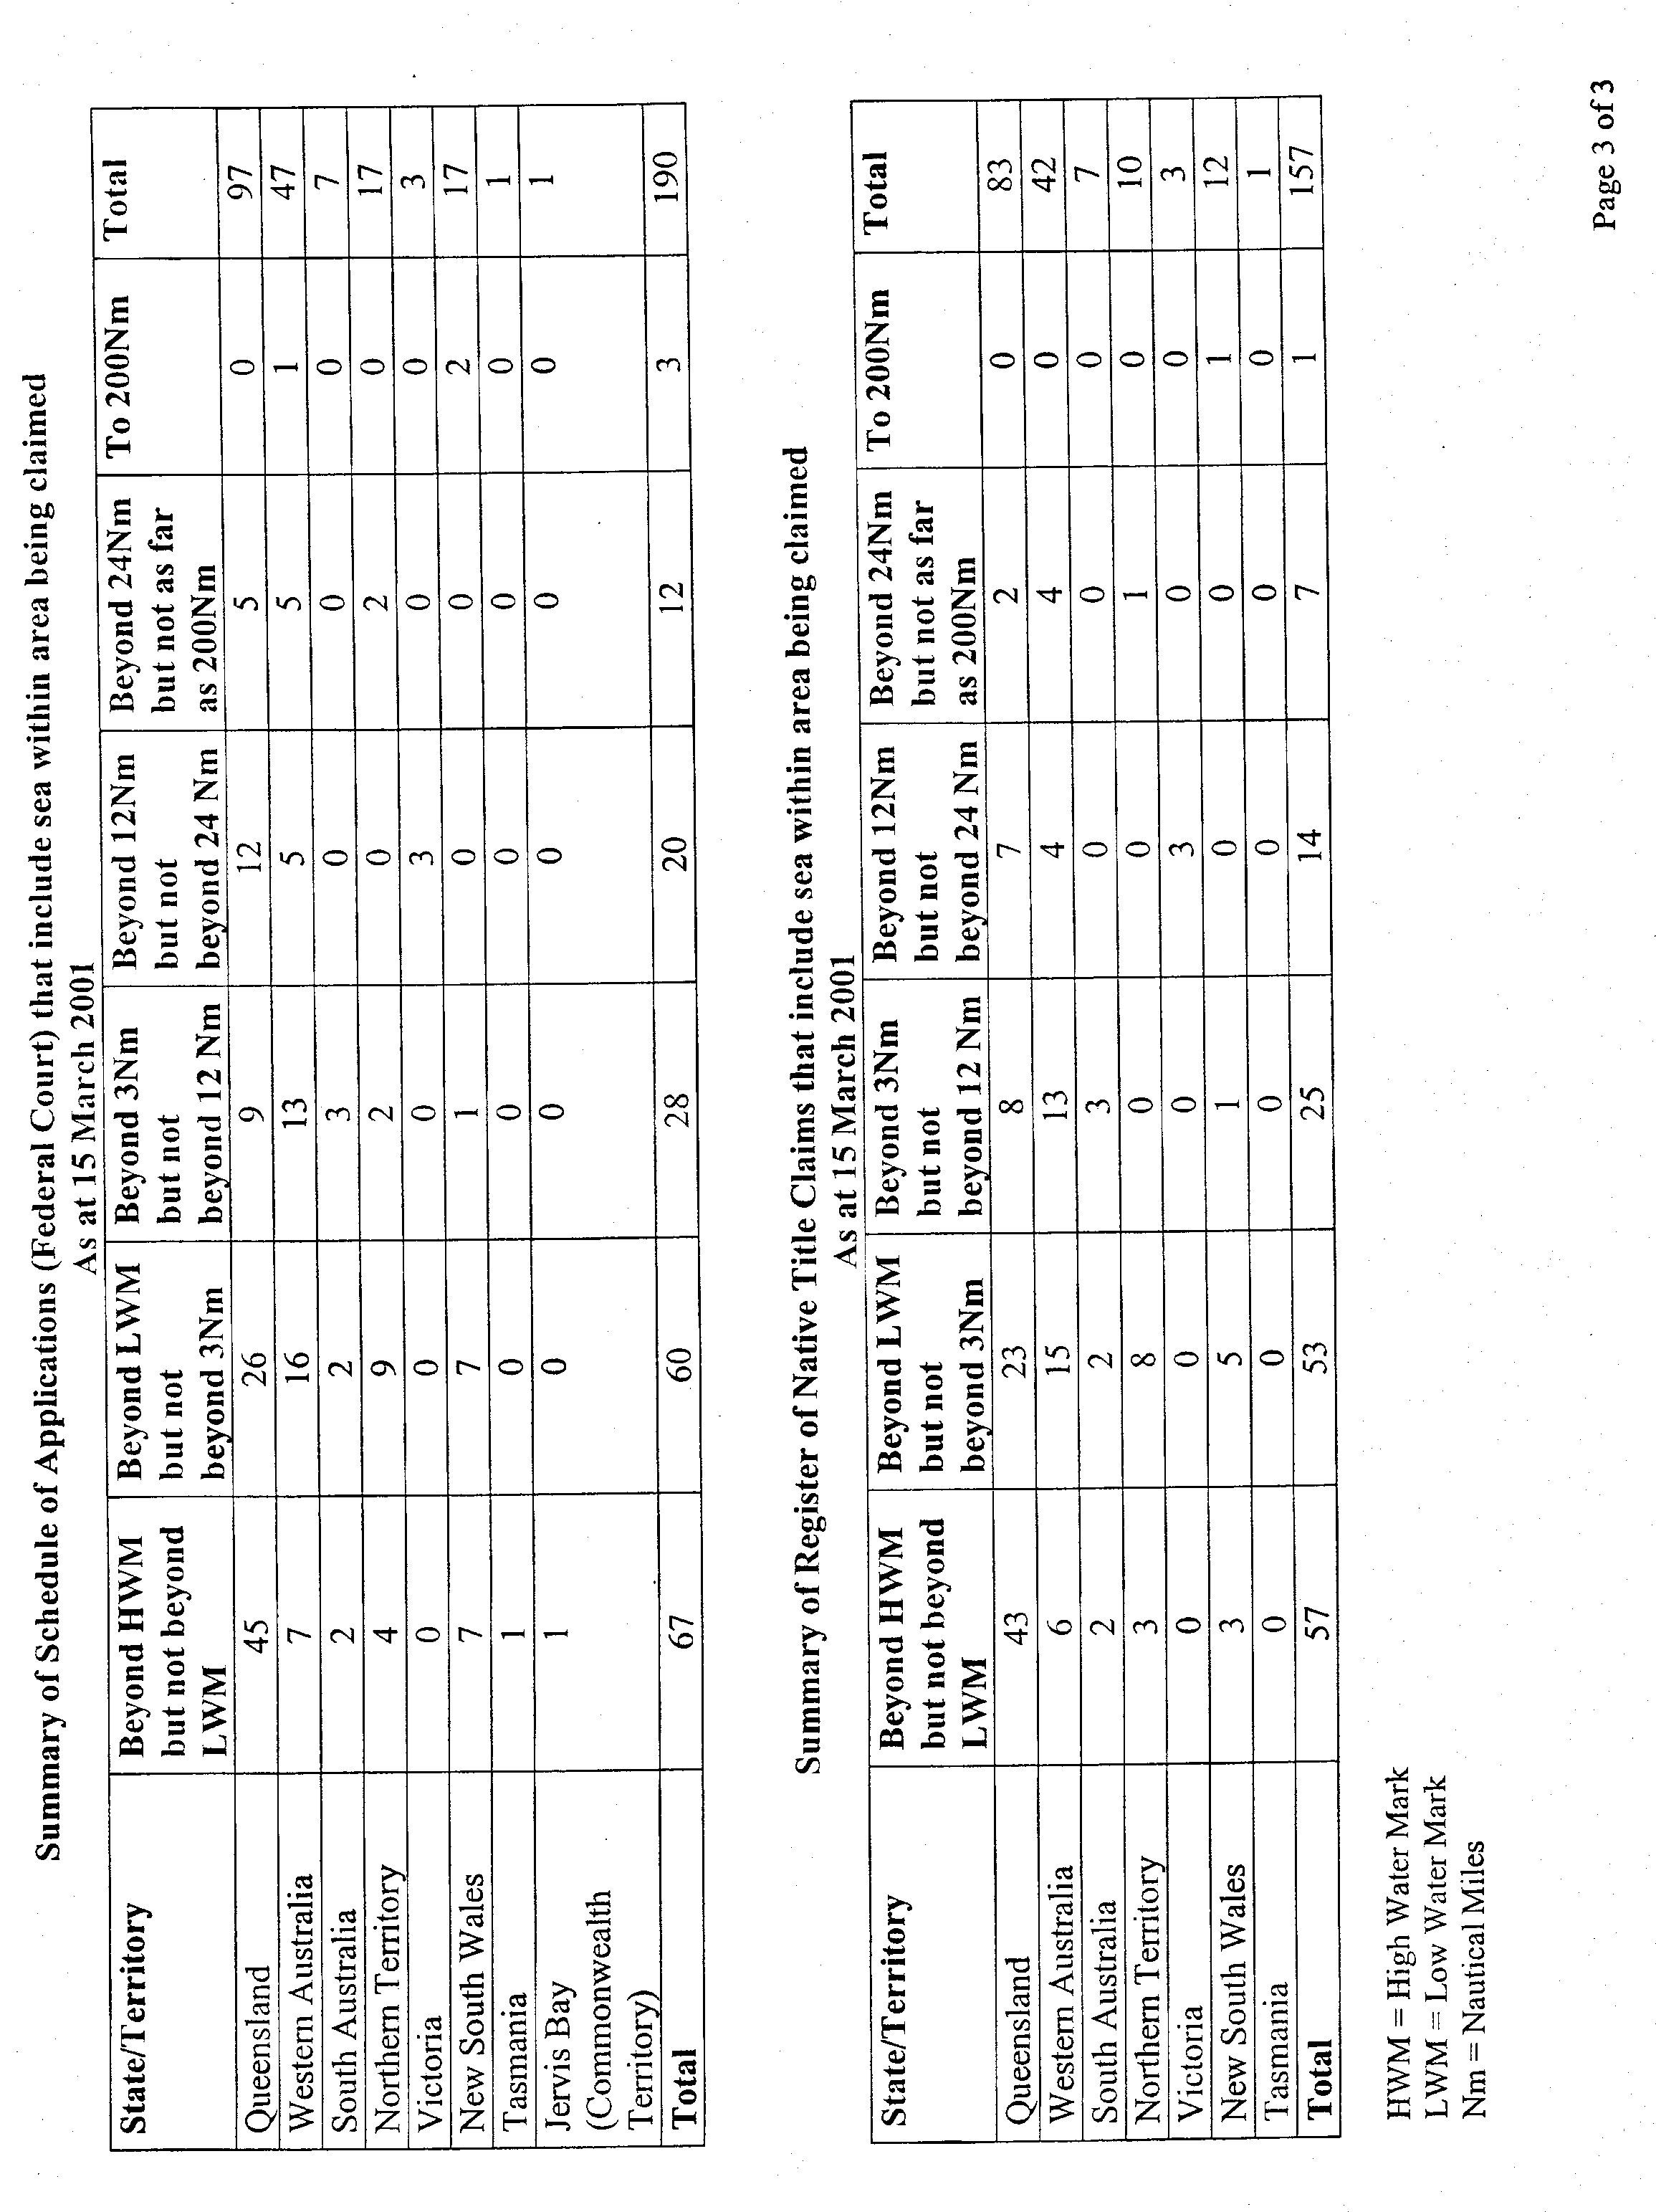 Summary of Schedule of Applications (Federal Court) that include sea within area being claimed
As at 15 March 2001
State/Territory Beyond HWM but not beyond LWM Beyond LWM but not beyond 3Nm Beyond 3Nm but not beyond 12 Nm Beyond 12Nm but not beyond 24 Nm Beyond 24Nm but not as far as 200Nm To 200Nm Total
Queensland 45 26 9 12 5 0 97
Western Australia 7 16 13 5 5 1 47
South Australia 2 2 3 0 0 0 7
Northern Territory 4 9 2 0 2 0 17
Victoria 0 0 0 3 0 0 3
New South Wales 7 7 1 0 0 2 17
Tasmania 1 0 0 0 0 0 1
Jervis Bay 1 0 0 0 0 0 1
(Commonwealth
Territory)
Total 67 60 28 20 12 3 190
Summary of Register of Native Title Claims that include sea within area being claimed
As at 15 March 2001
State/Territory Beyond HWM but not beyond LWM Beyond LWM but not beyond 3Nm Beyond 3Nm but not beyond 12 Nm Beyond 12Nm but not beyond 24 Nm Beyond 24Nm but not as far as 200Nm To 200Nm Total
Queensland 43 23 8 7 2 0 83
Western Australia 6 15 13 4 4 0 42
South Australia 2 2 3 0 0 0 7
Northern Territory 3 8 0 0 1 0 10
Victoria 0 0 0 3 0 0 3
New South Wales 3 5 1 0 0 1 12
Tasmania 0 0 0 0 0 0 1
Total 57 53 25 14 7 1 157
HWM = High Water Mark
LWM = Low Water Mark
Nm = Nautical Miles
Page 3 of 3